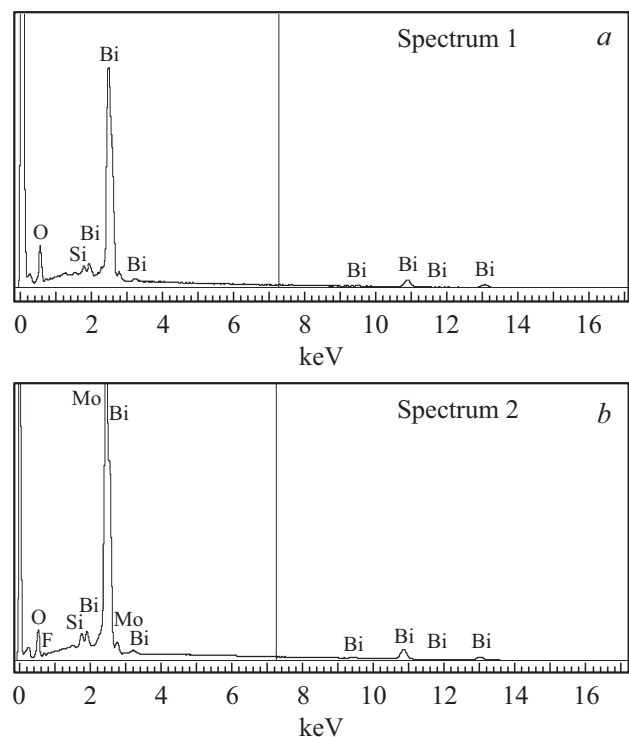 Spectrum 1 a
Bi
O
Si
Bi
Bi
Bi
Bi
Bi
Bi
0 2 4 6 8 10 12 14 16
keV
Spectrum 2 b
Mo
Bi
O
F
Si
Bi
Mo
Bi
Bi
Bi
Bi
Bi
0 2 4 6 8 10 12 14 16
keV